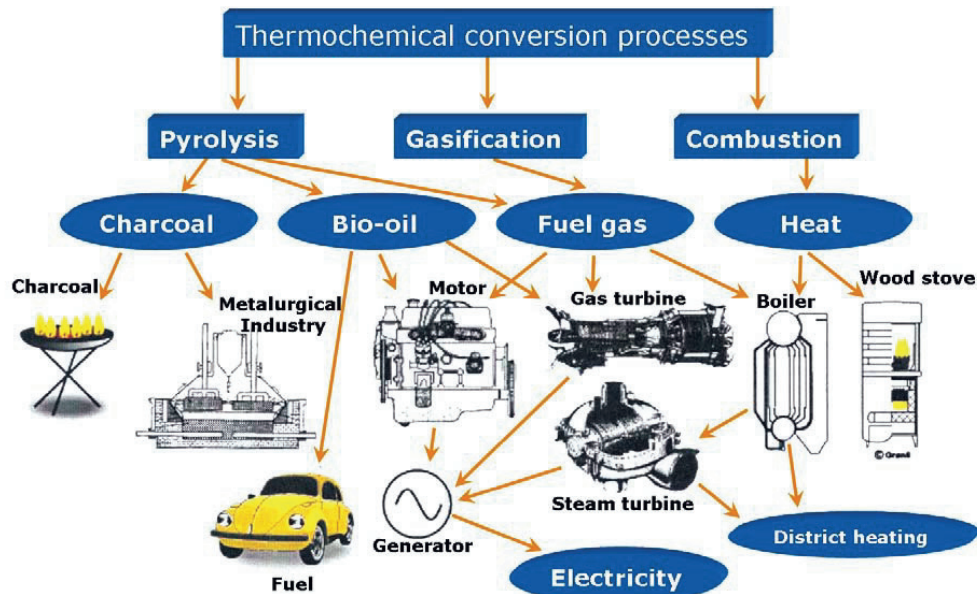 Thermochemical conversion processes
Pyrolysis
Gasification
Combustion
Charcoal
Bio-oil
Fuel gas
Heat
Charcoal
Metalurgical
Industry
Motor
Gas turbine
Boiler
Wood stove
© Grani
Steam turbine
Generator
Fuel
District heating
Electricity